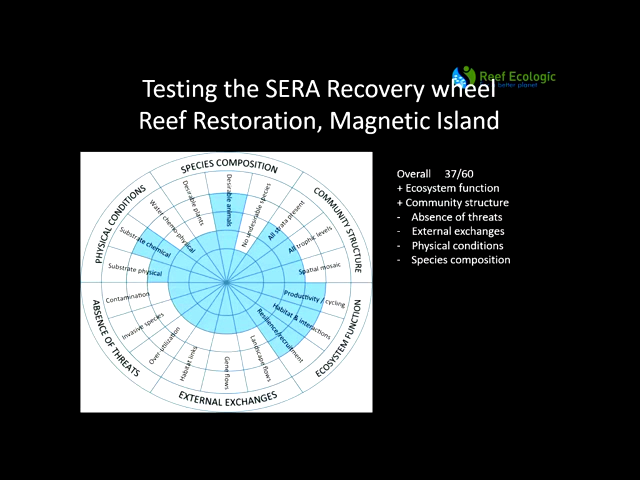 Reef Ecologic
better planet
Testing the SERA Recovery wheel
Reef Restoration, Magnetic Island
SPECIES COMPOSITION
COMMUNITY STRUCTURE
ECOSYSTEM FUNCTION
EXTERNAL EXCHANGES
ABSENCE OF THREATS
PHYSICAL CONDITIONS
Desirable plants
Desirable animals
No undesirable species
All strata present
All trophic levels
Spatial mosaic
Productivity / cycling
Habitat & interactions
Resilience/recruitment
Landscape flows
Gene flows
Habitat links
Over utilization
Invasive species
Contamination
Substrate physical
Substrate chemical
Water chemo physical
Overall 37/60
+ Ecosystem function
+ Community structure
- Absence of threats
- External exchanges
- Physical conditions
- Species composition